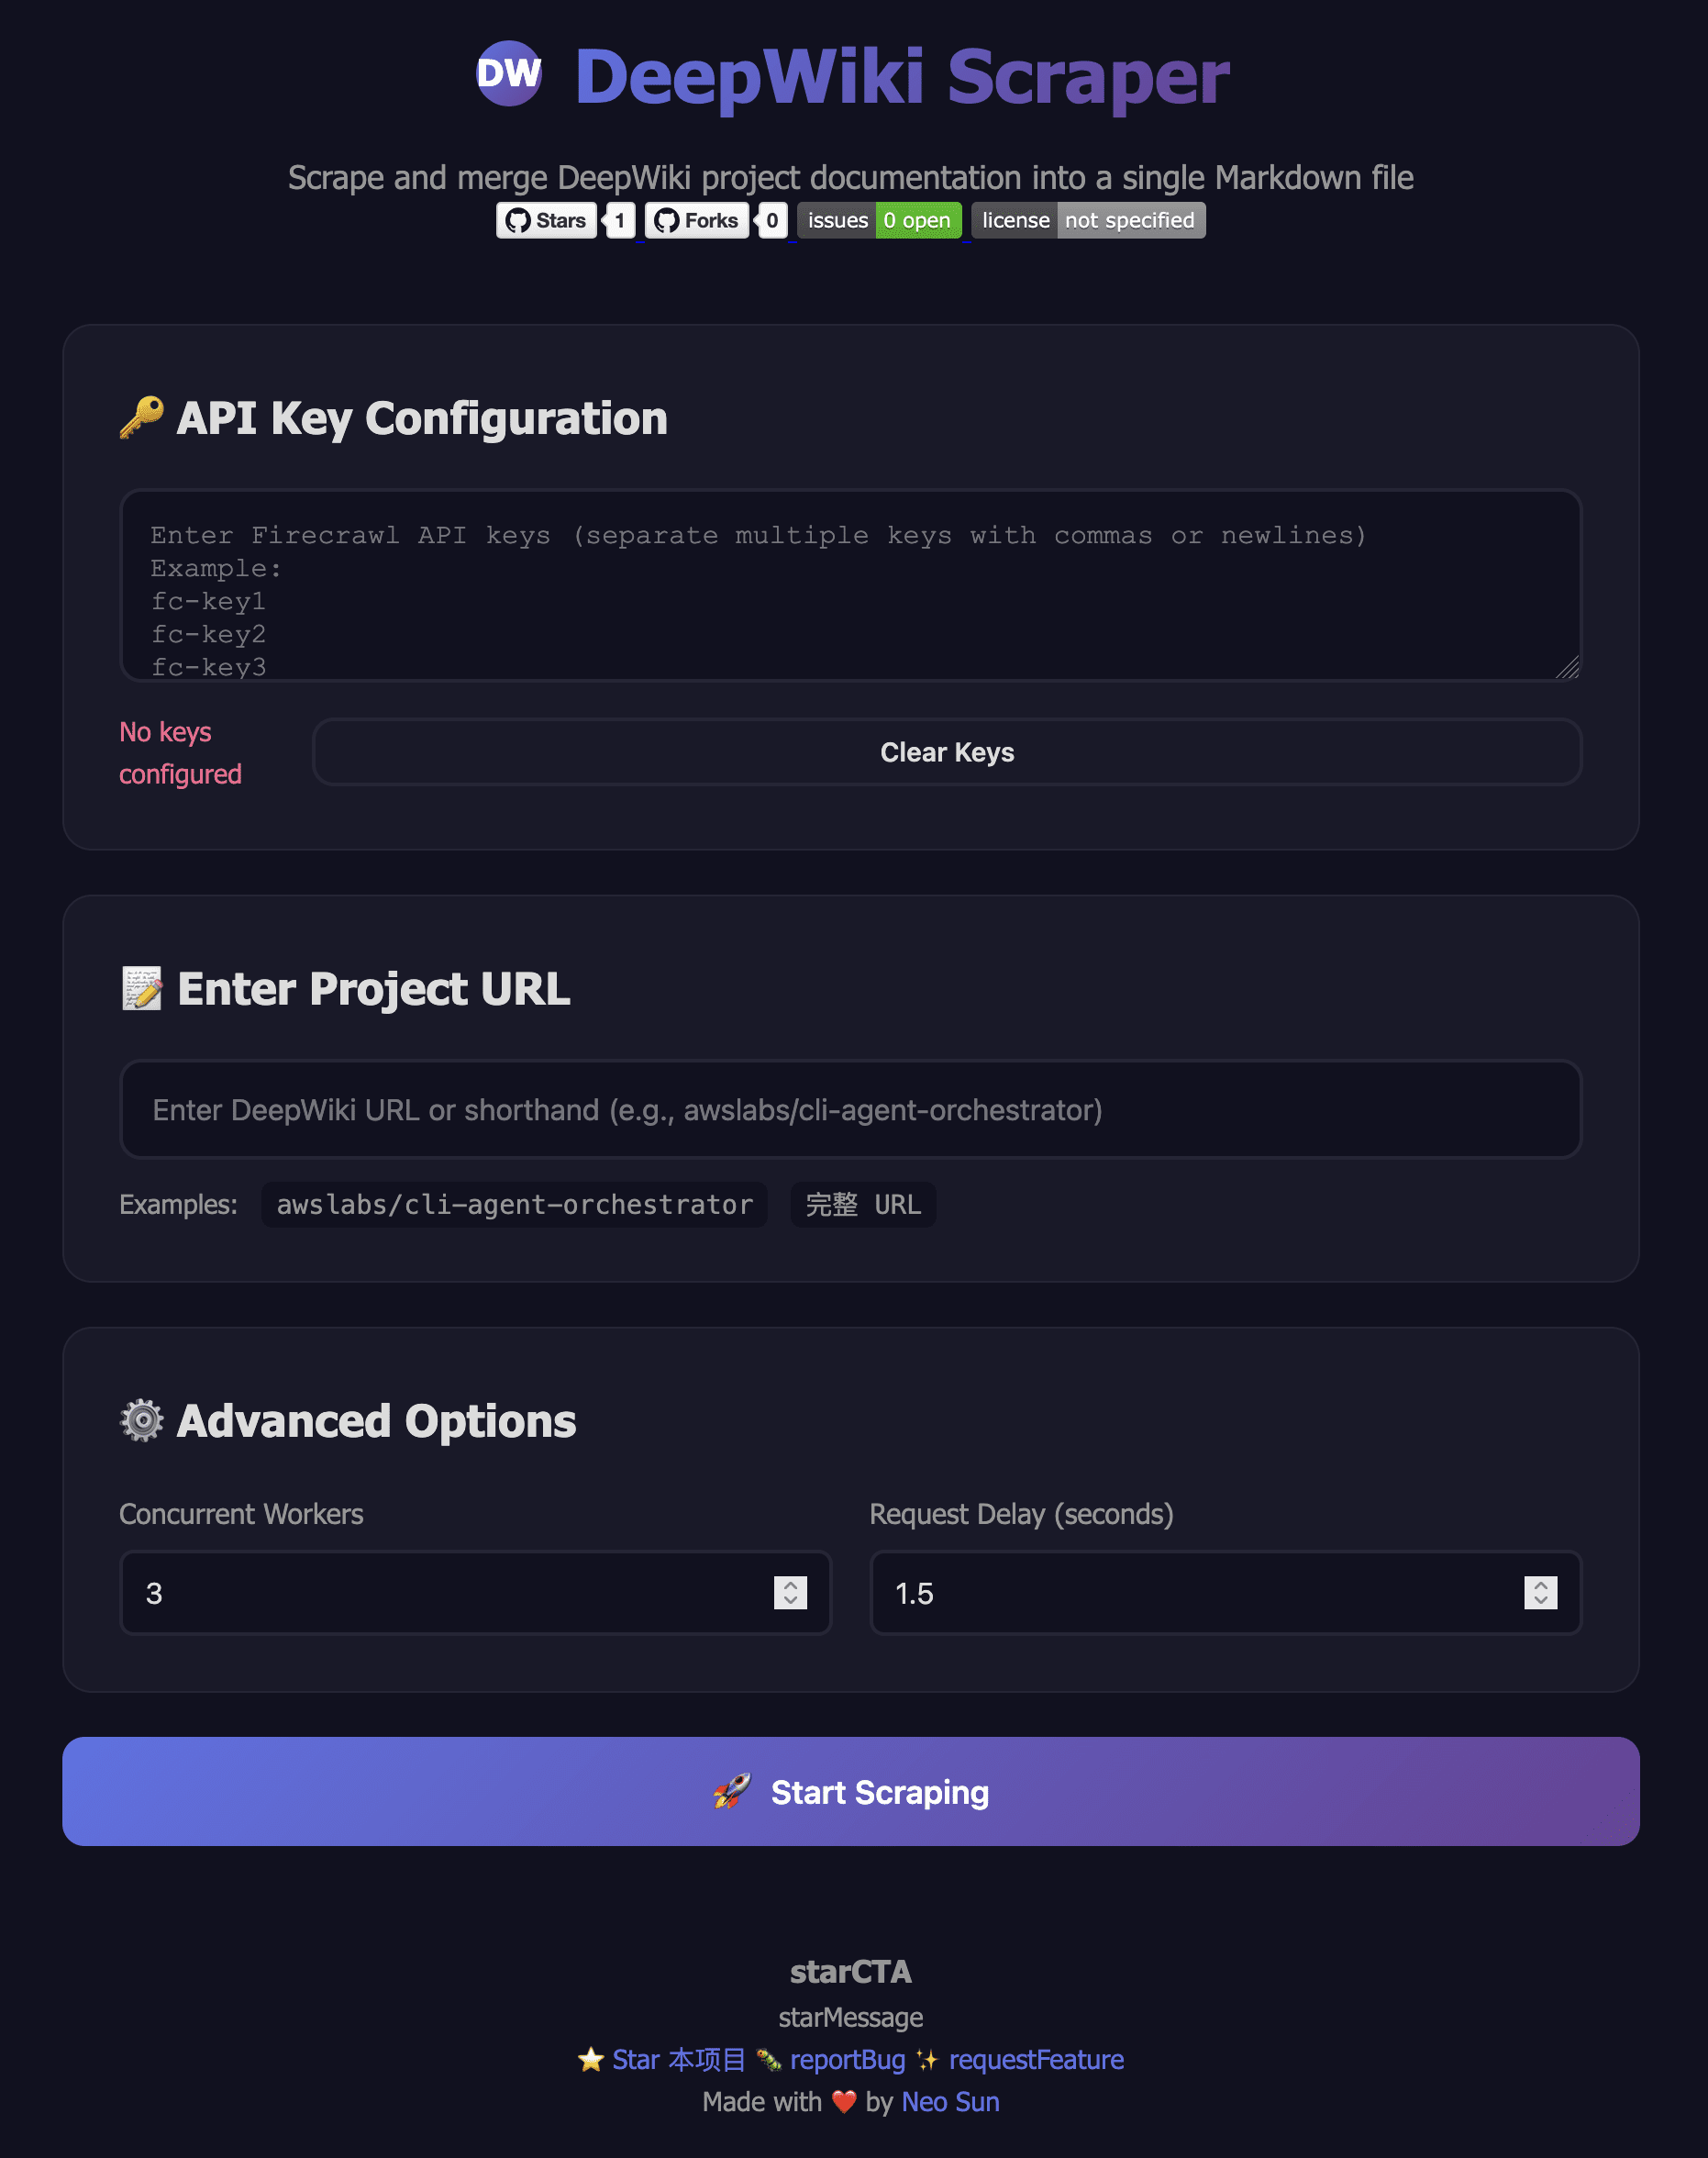 DW DeepWiki Scraper
Scrape and merge DeepWiki project documentation into a single Markdown file
Stars 1 Forks 0 issues 0 open license not specified
🔑 API Key Configuration
Enter Firecrawl API keys (separate multiple keys with commas or newlines)
Example:
fc-key1
fc-key2
fc-key3
No keys
configured
Clear Keys
📝 Enter Project URL
Enter DeepWiki URL or shorthand (e.g., awslabs/cli-agent-orchestrator)
Examples: awslabs/cli-agent-orchestrator 完整 URL
⚙️ Advanced Options
Concurrent Workers
3
Request Delay (seconds)
1.5
🚀 Start Scraping
starCTA
starMessage
⭐ Star 本项目 🐛 reportBug ✨ requestFeature
Made with ❤️ by Neo Sun